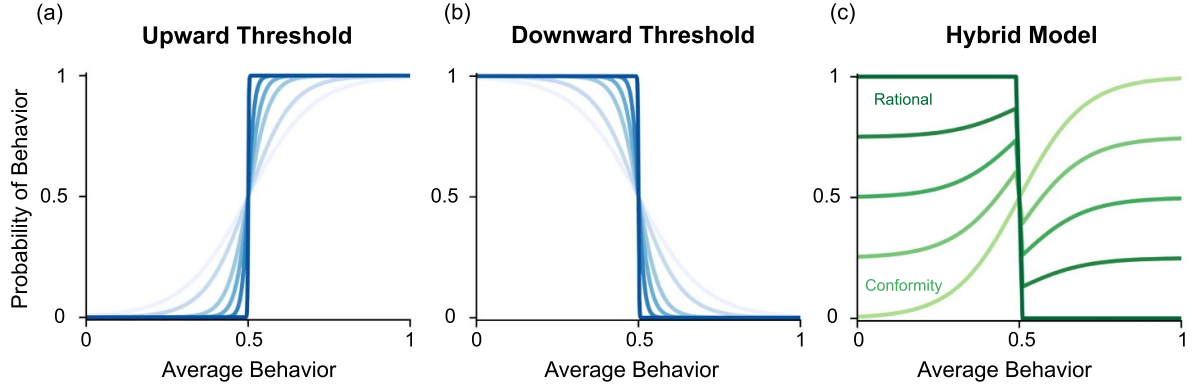 (a)
Upward Threshold
1
0.5
0
0
0.5
1
Probability of Behavior
Average Behavior
(b)
Downward Threshold
1
0.5
0
0
0.5
1
Average Behavior
(c)
Hybrid Model
1
Rational
0.5
Conformity
0
0
0.5
1
Average Behavior